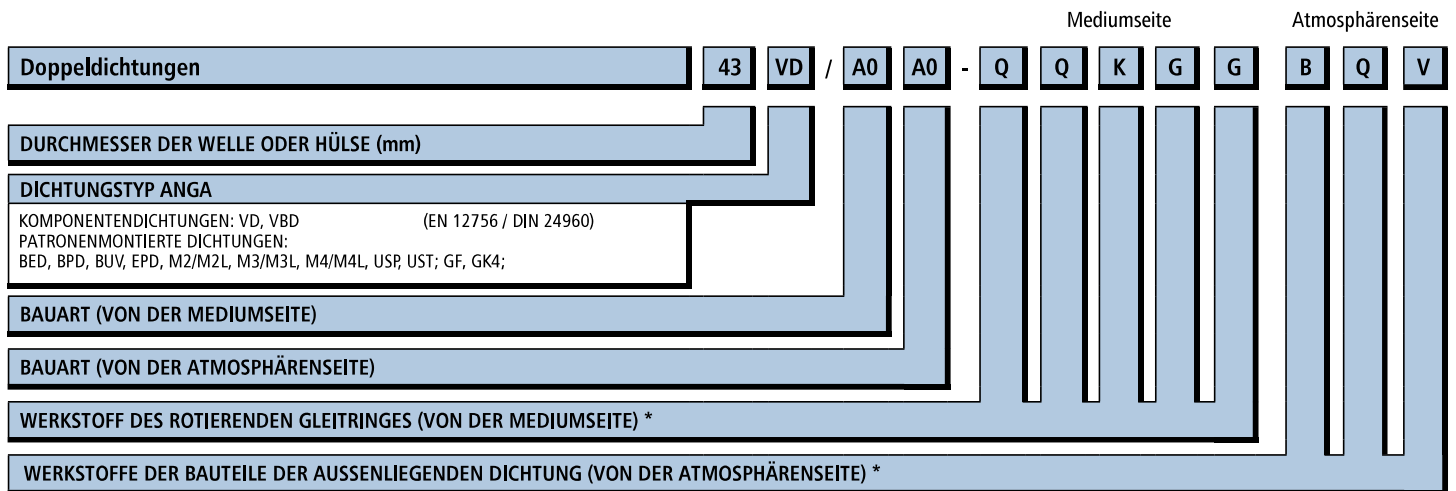 Mediumseite Atmosphärenseite
Doppeldichtungen 43 VD / A0 A0 - Q Q K G G B Q V
DURCHMESSER DER WELLE ODER HÜLSE (mm)
DICHTUNGSTYP ANGA
KOMPONENTENDICHTUNGEN: VD, VBD (EN 12756 / DIN 24960)
PATRONENMONTIERTE DICHTUNGEN:
BED, BPD, BUV, EPD, M2/M2L, M3/M3L, M4/M4L, USP, UST; GF, GK4;
BAUART (VON DER MEDIUMSEITE)
BAUART (VON DER ATMOSPHÄRENSEITE)
WERKSTOFF DES ROTIERENDEN GLEITRINGES (VON DER MEDIUMSEITE) *
WERKSTOFFE DER BAUTEILE DER AUSSENLIEGENDEN DICHTUNG (VON DER ATMOSPHÄRENSEITE) *